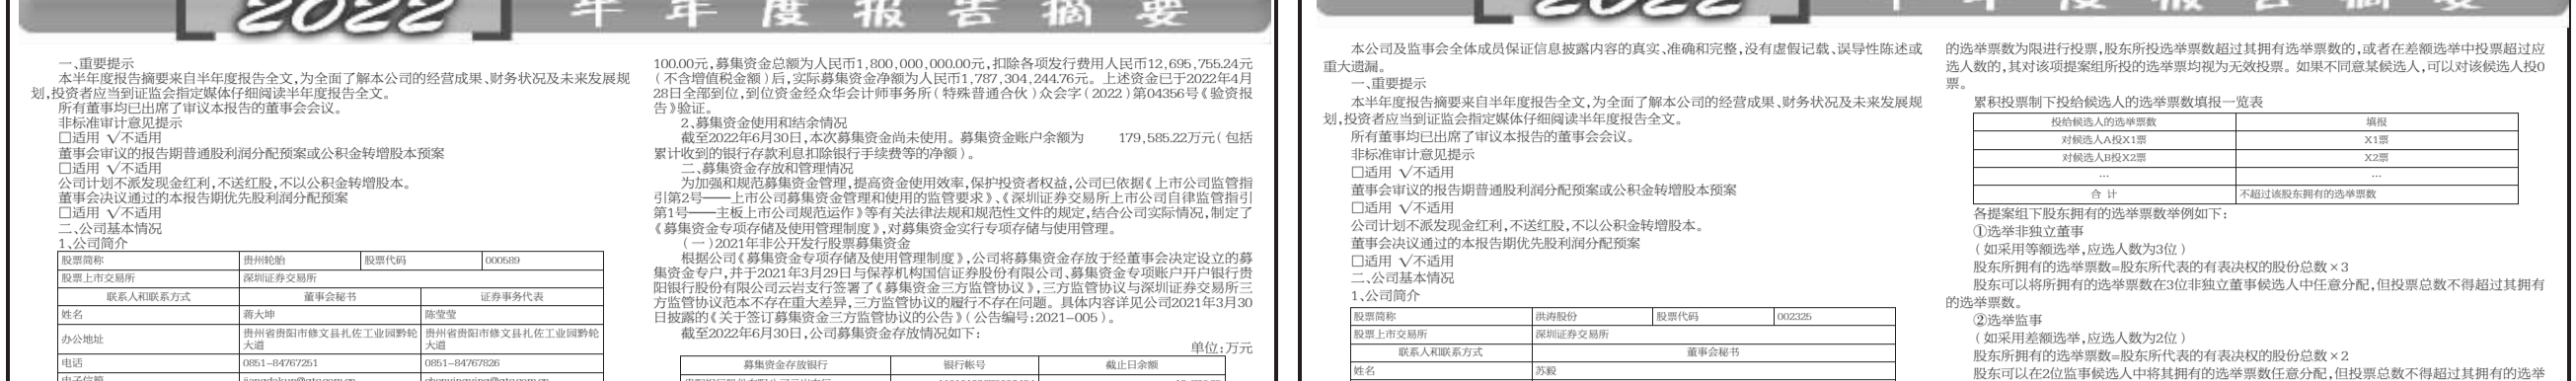 2022 半年度报告摘要
一、重要提示
本半年度报告摘要来自半年度报告全文,为全面了解本公司的经营成果、财务状况及未来发展规
划,投资者应当到证监会指定媒体仔细阅读半年度报告全文。
所有董事均已出席了审议本报告的董事会会议。
非标准审计意见提示
□适用 √不适用
董事会审议的报告期普通股利润分配预案或公积金转增股本预案
□适用 √不适用
公司计划不派发现金红利,不送红股,不以公积金转增股本。
董事会决议通过的本报告期优先股利润分配预案
□适用 √不适用
二、公司基本情况
1、公司简介
股票简称 贵州轮胎 股票代码 000589
股票上市交易所 深圳证券交易所
联系人和联系方式 董事会秘书 证券事务代表
姓名 蒋大坤 陈莹莹
办公地址 贵州省贵阳市修文县扎佐工业园黔轮大道 贵州省贵阳市修文县扎佐工业园黔轮大道
电话 0851-84767251 0851-84767826
100.00元,募集资金总额为人民币1,800,000,000.00元,扣除各项发行费用人民币12,695,755.24元
(不含增值税金额)后,实际募集资金净额为人民币1,787,304,244.76元。上述资金已于2022年4月
28日全部到位,到位资金经众华会计师事务所(特殊普通合伙)众会字(2022)第04356号《验资报
告》验证。
2、募集资金使用和结余情况
截至2022年6月30日,本次募集资金尚未使用。募集资金账户余额为 179,585.22万元(包括
累计收到的银行存款利息扣除银行手续费等的净额)。
二、募集资金存放和管理情况
为加强和规范募集资金管理,提高资金使用效率,保护投资者权益,公司已依据《上市公司监管指
引第2号——上市公司募集资金管理和使用的监管要求》、《深圳证券交易所上市公司自律监管指引
第1号——主板上市公司规范运作》等有关法律法规和规范性文件的规定,结合公司实际情况,制定了
《募集资金专项存储及使用管理制度》,对募集资金实行专项存储与使用管理。
(一)2021年非公开发行股票募集资金
根据公司《募集资金专项存储及使用管理制度》,公司将募集资金存放于经董事会决定设立的募
集资金专户,并于2021年3月29日与保荐机构国信证券股份有限公司、募集资金专项账户开户银行贵
阳银行股份有限公司云岩支行签署了《募集资金三方监管协议》,三方监管协议与深圳证券交易所三
方监管协议范本不存在重大差异,三方监管协议的履行不存在问题。具体内容详见公司2021年3月30
日披露的《关于签订募集资金三方监管协议的公告》(公告编号:2021-005)。
截至2022年6月30日,公司募集资金存放情况如下:
单位:万元
募集资金存放银行 银行帐号 截止日余额
本公司及监事会全体成员保证信息披露内容的真实、准确和完整,没有虚假记载、误导性陈述或
重大遗漏。
一、重要提示
本半年度报告摘要来自半年度报告全文,为全面了解本公司的经营成果、财务状况及未来发展规
划,投资者应当到证监会指定媒体仔细阅读半年度报告全文。
所有董事均已出席了审议本报告的董事会会议。
非标准审计意见提示
□适用 √不适用
董事会审议的报告期普通股利润分配预案或公积金转增股本预案
□适用 √不适用
公司计划不派发现金红利,不送红股,不以公积金转增股本。
董事会决议通过的本报告期优先股利润分配预案
□适用 √不适用
二、公司基本情况
1、公司简介
股票简称 洪涛股份 股票代码 002325
股票上市交易所 深圳证券交易所
联系人和联系方式 董事会秘书
姓名 苏毅
的选举票数为限进行投票,股东所投选举票数超过其拥有选举票数的,或者在差额选举中投票超过应
选人数的,其对该项提案组所投的选举票均视为无效投票。如果不同意某候选人,可以对该候选人投0
票。
累积投票制下投给候选人的选举票数填报一览表
投给候选人的选举票数 填报
对候选人A投X1票 X1票
对候选人B投X2票 X2票
… …
合 计 不超过该股东拥有的选举票数
各提案组下股东拥有的选举票数举例如下:
①选举非独立董事
(如采用等额选举,应选人数为3位)
股东所拥有的选举票数=股东所代表的有表决权的股份总数×3
股东可以将所拥有的选举票数在3位非独立董事候选人中任意分配,但投票总数不得超过其拥有
的选举票数。
②选举监事
(如采用差额选举,应选人数为2位)
股东所拥有的选举票数=股东所代表的有表决权的股份总数×2
股东可以在2位监事候选人中将其拥有的选举票数任意分配,但投票总数不得超过其拥有的选举